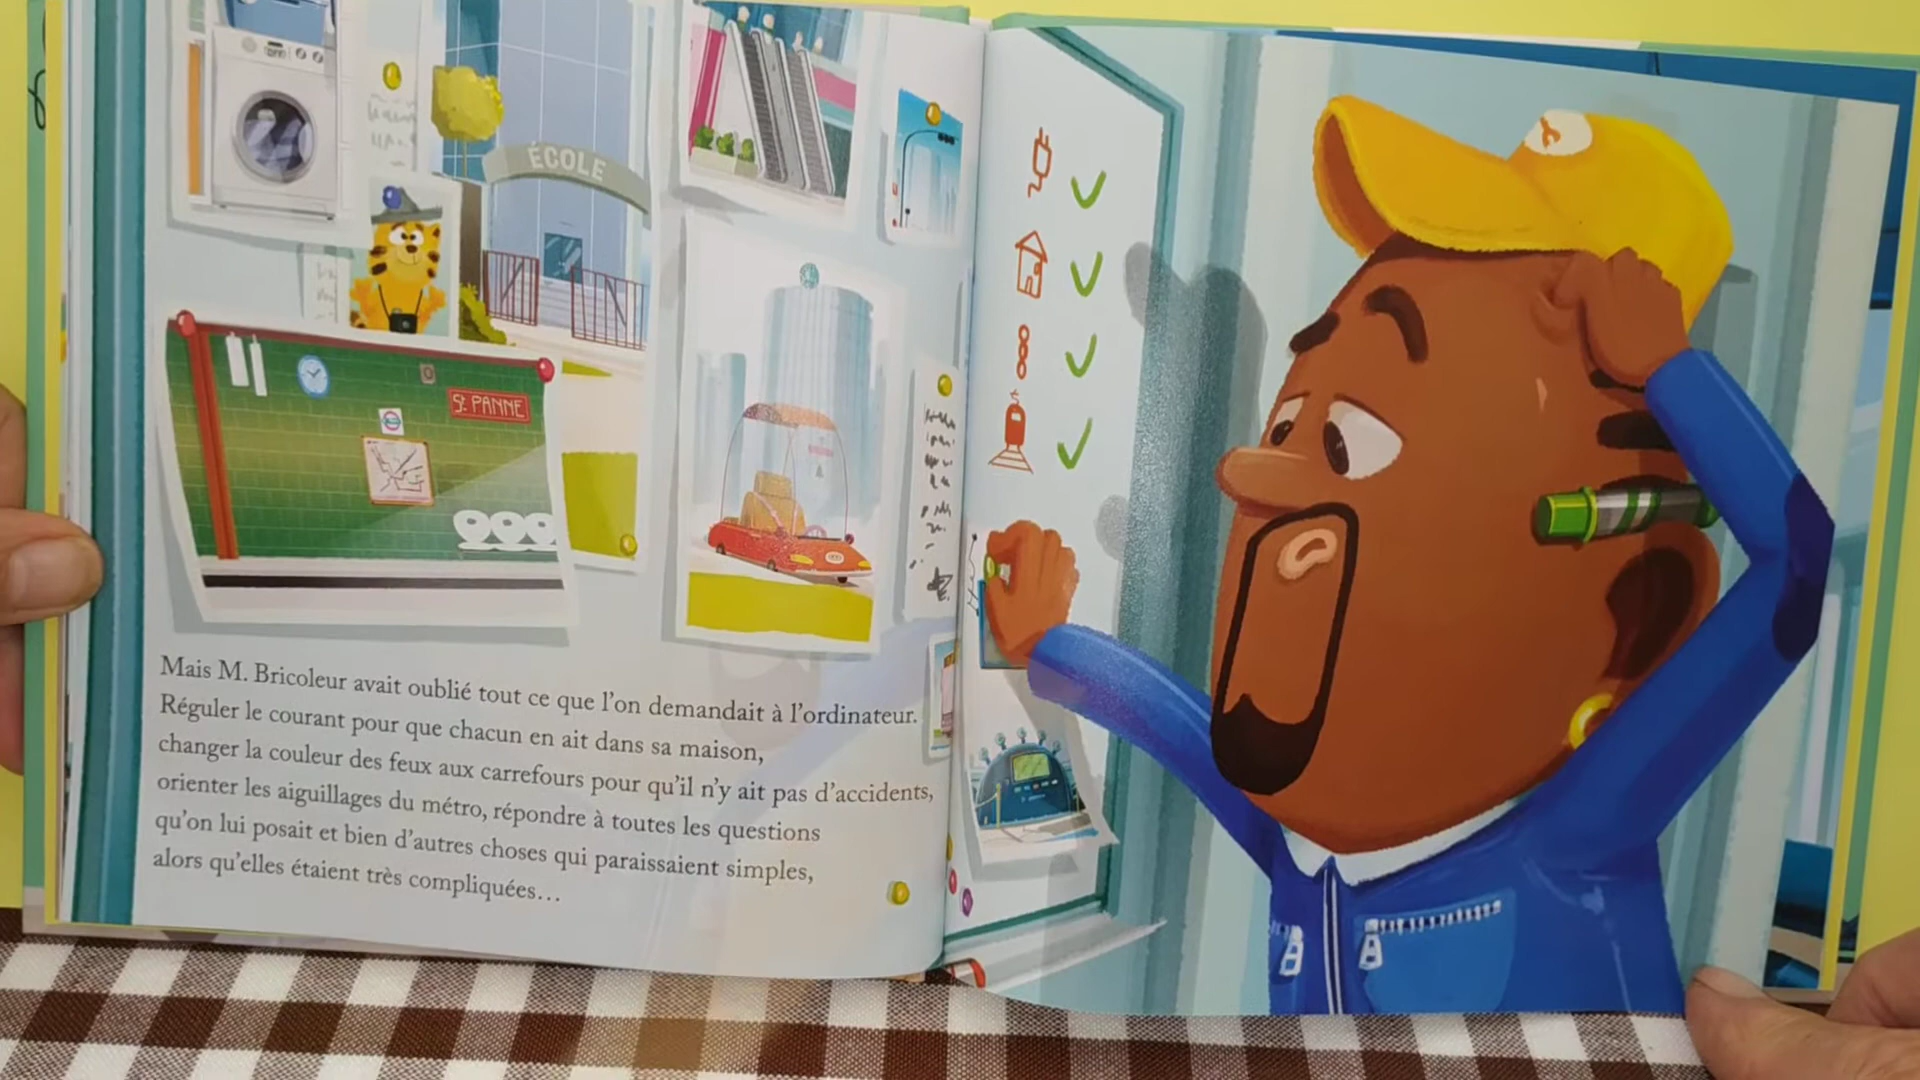 ÉCOLE
St PANNE
Mais M. Bricoleur avait oublié tout ce que l'on demandait à l'ordinateur.
Réguler le courant pour que chacun en ait dans sa maison,
changer la couleur des feux aux carrefours pour qu'il n'y ait pas d'accidents,
orienter les aiguillages du métro, répondre à toutes les questions
qu'on lui posait et bien d'autres choses qui paraissaient simples,
alors qu'elles étaient très compliquées…